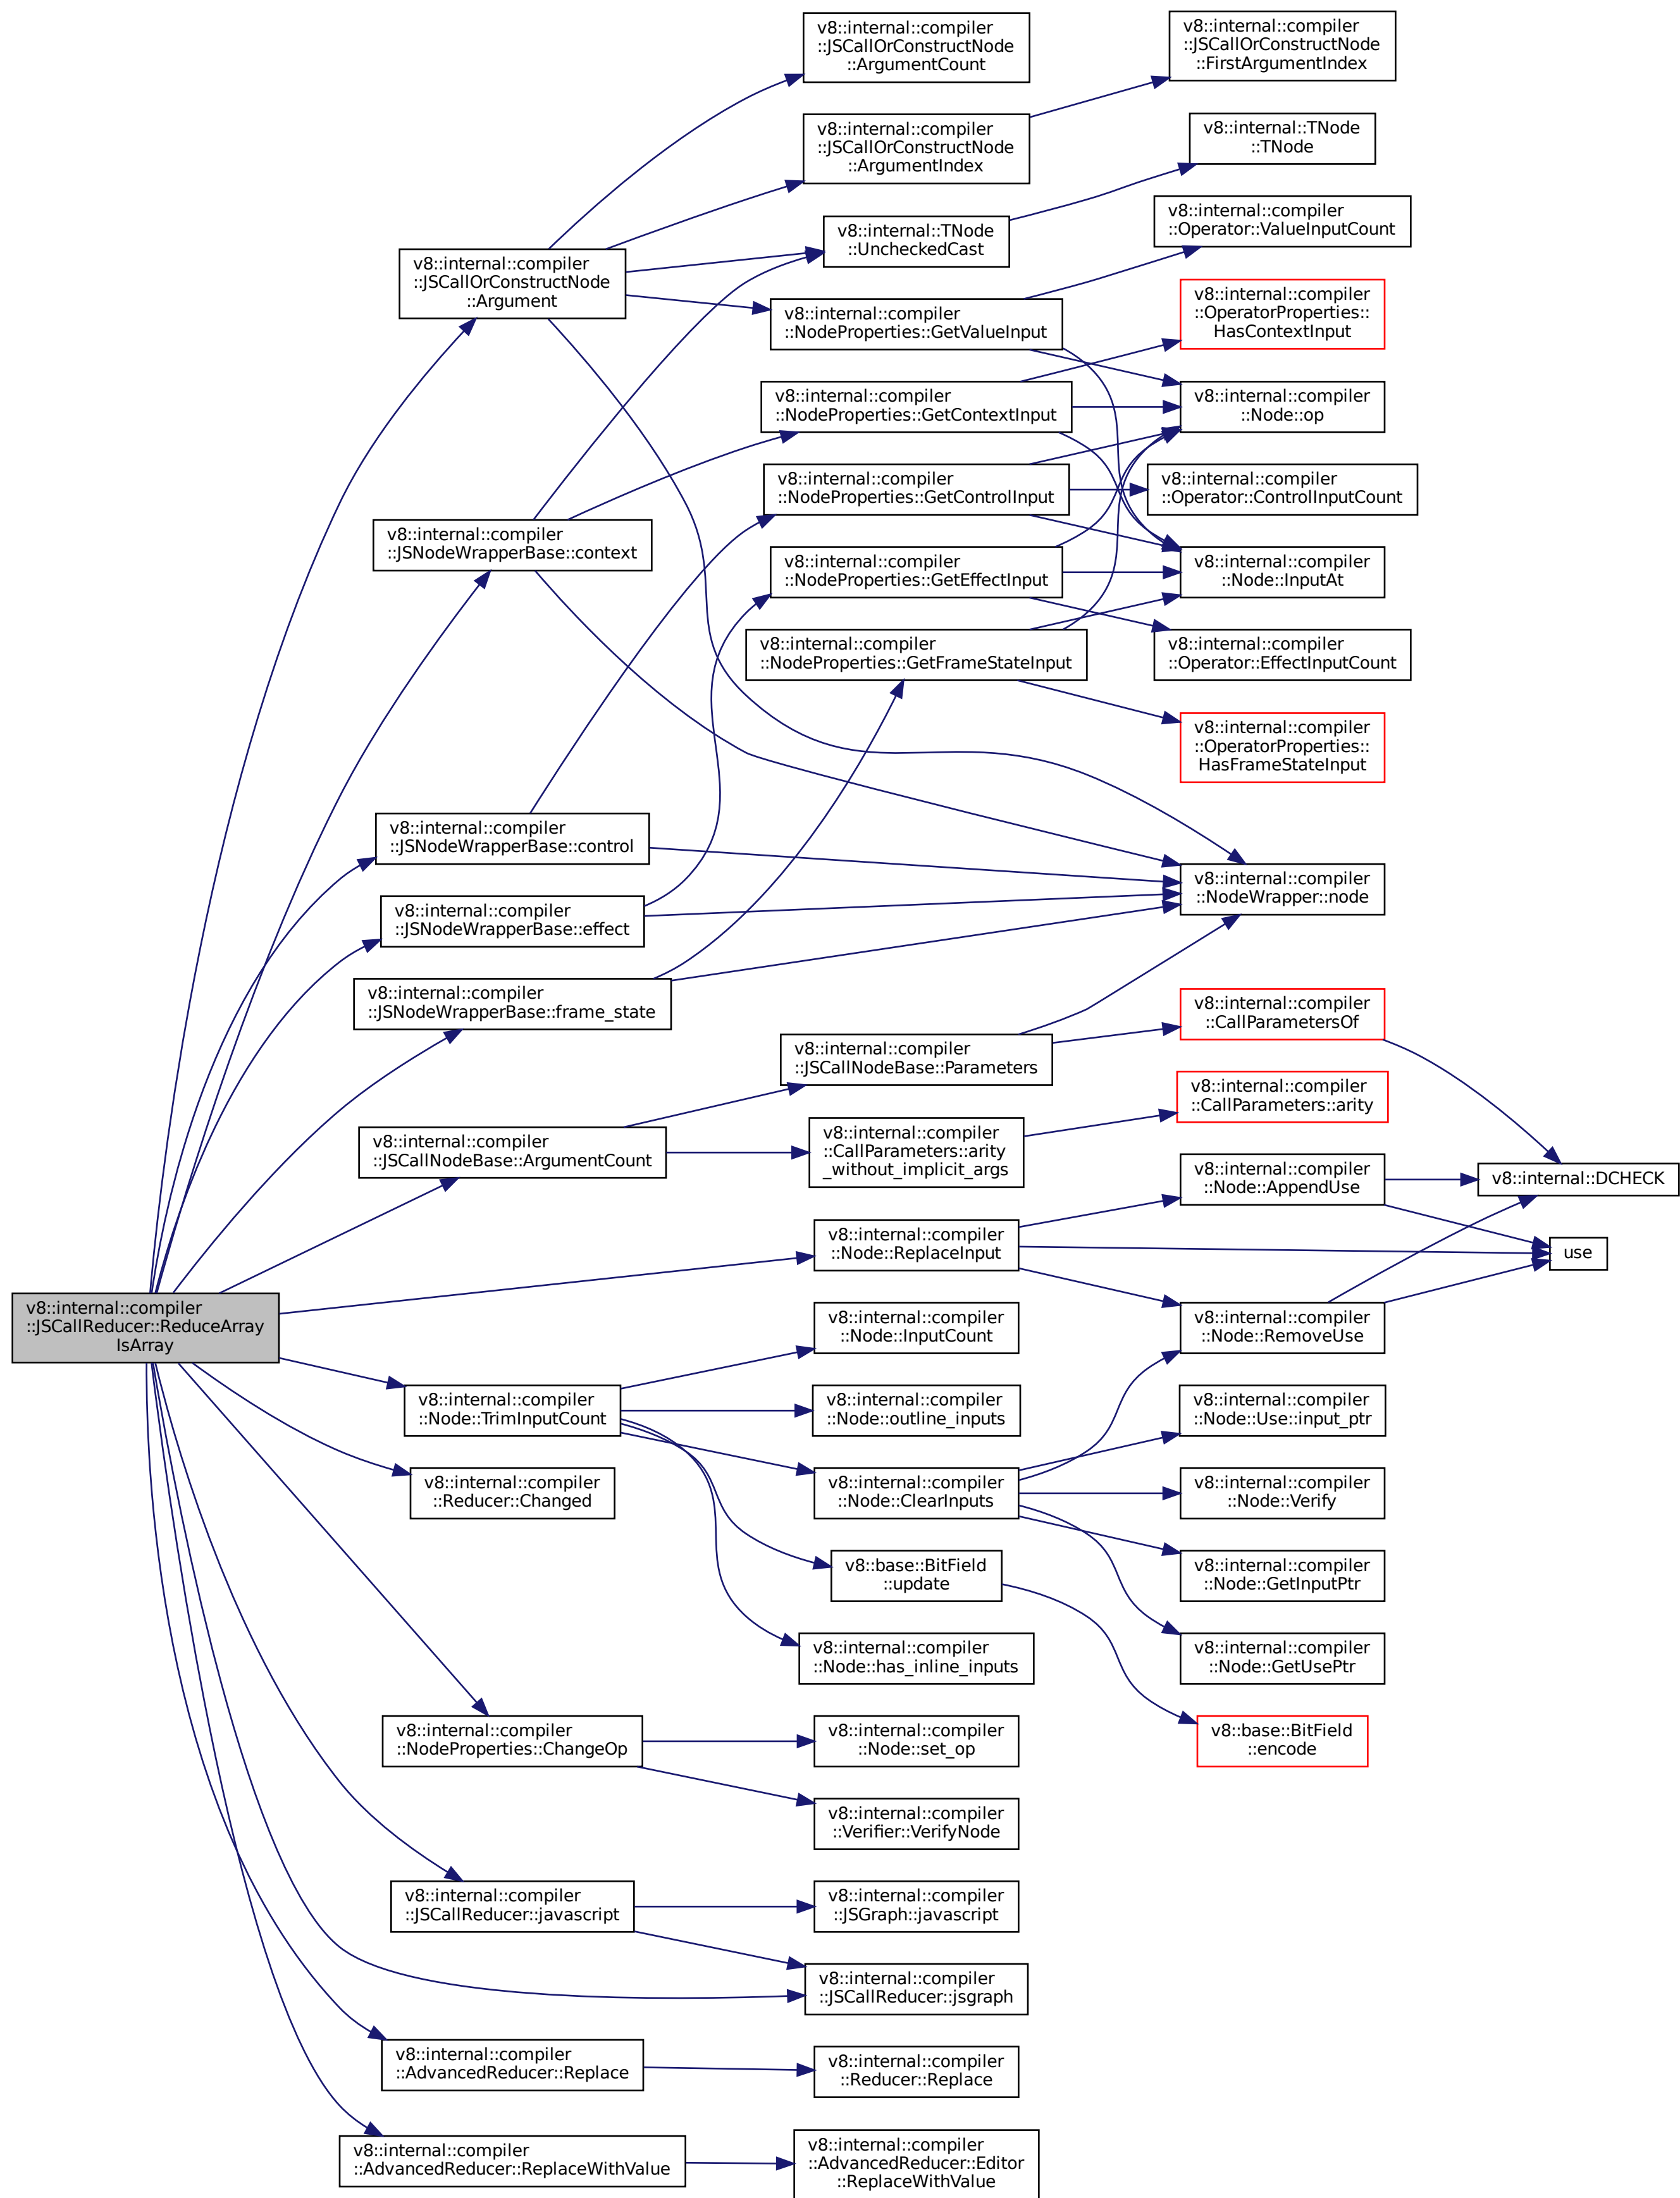 v8::internal::compiler
::JSCallReducer::ReduceArray
IsArray
v8::internal::compiler
::JSCallOrConstructNode
::Argument
v8::internal::compiler
::JSCallOrConstructNode
::ArgumentCount
v8::internal::compiler
::JSCallOrConstructNode
::ArgumentIndex
v8::internal::compiler
::JSCallOrConstructNode
::FirstArgumentIndex
v8::internal::TNode
::UncheckedCast
v8::internal::TNode
::TNode
v8::internal::compiler
::NodeProperties::GetValueInput
v8::internal::compiler
::Operator::ValueInputCount
v8::internal::compiler
::OperatorProperties::
HasContextInput
v8::internal::compiler
::NodeProperties::GetContextInput
v8::internal::compiler
::Node::op
v8::internal::compiler
::NodeProperties::GetControlInput
v8::internal::compiler
::Operator::ControlInputCount
v8::internal::compiler
::JSNodeWrapperBase::context
v8::internal::compiler
::NodeProperties::GetEffectInput
v8::internal::compiler
::Node::InputAt
v8::internal::compiler
::NodeProperties::GetFrameStateInput
v8::internal::compiler
::Operator::EffectInputCount
v8::internal::compiler
::OperatorProperties::
HasFrameStateInput
v8::internal::compiler
::JSNodeWrapperBase::control
v8::internal::compiler
::JSNodeWrapperBase::effect
v8::internal::compiler
::NodeWrapper::node
v8::internal::compiler
::JSNodeWrapperBase::frame_state
v8::internal::compiler
::JSCallNodeBase::Parameters
v8::internal::compiler
::CallParametersOf
v8::internal::compiler
::JSCallNodeBase::ArgumentCount
v8::internal::compiler
::CallParameters::arity
_without_implicit_args
v8::internal::compiler
::CallParameters::arity
v8::internal::compiler
::Node::AppendUse
v8::internal::DCHECK
v8::internal::compiler
::Node::ReplaceInput
use
v8::internal::compiler
::Node::InputCount
v8::internal::compiler
::Node::RemoveUse
v8::internal::compiler
::Node::TrimInputCount
v8::internal::compiler
::Node::outline_inputs
v8::internal::compiler
::Node::Use::input_ptr
v8::internal::compiler
::Reducer::Changed
v8::internal::compiler
::Node::ClearInputs
v8::internal::compiler
::Node::Verify
v8::base::BitField
::update
v8::internal::compiler
::Node::GetInputPtr
v8::internal::compiler
::Node::has_inline_inputs
v8::internal::compiler
::Node::GetUsePtr
v8::internal::compiler
::NodeProperties::ChangeOp
v8::internal::compiler
::Node::set_op
v8::base::BitField
::encode
v8::internal::compiler
::Verifier::VerifyNode
v8::internal::compiler
::JSCallReducer::javascript
v8::internal::compiler
::JSGraph::javascript
v8::internal::compiler
::JSCallReducer::jsgraph
v8::internal::compiler
::AdvancedReducer::Replace
v8::internal::compiler
::Reducer::Replace
v8::internal::compiler
::AdvancedReducer::ReplaceWithValue
v8::internal::compiler
::AdvancedReducer::Editor
::ReplaceWithValue